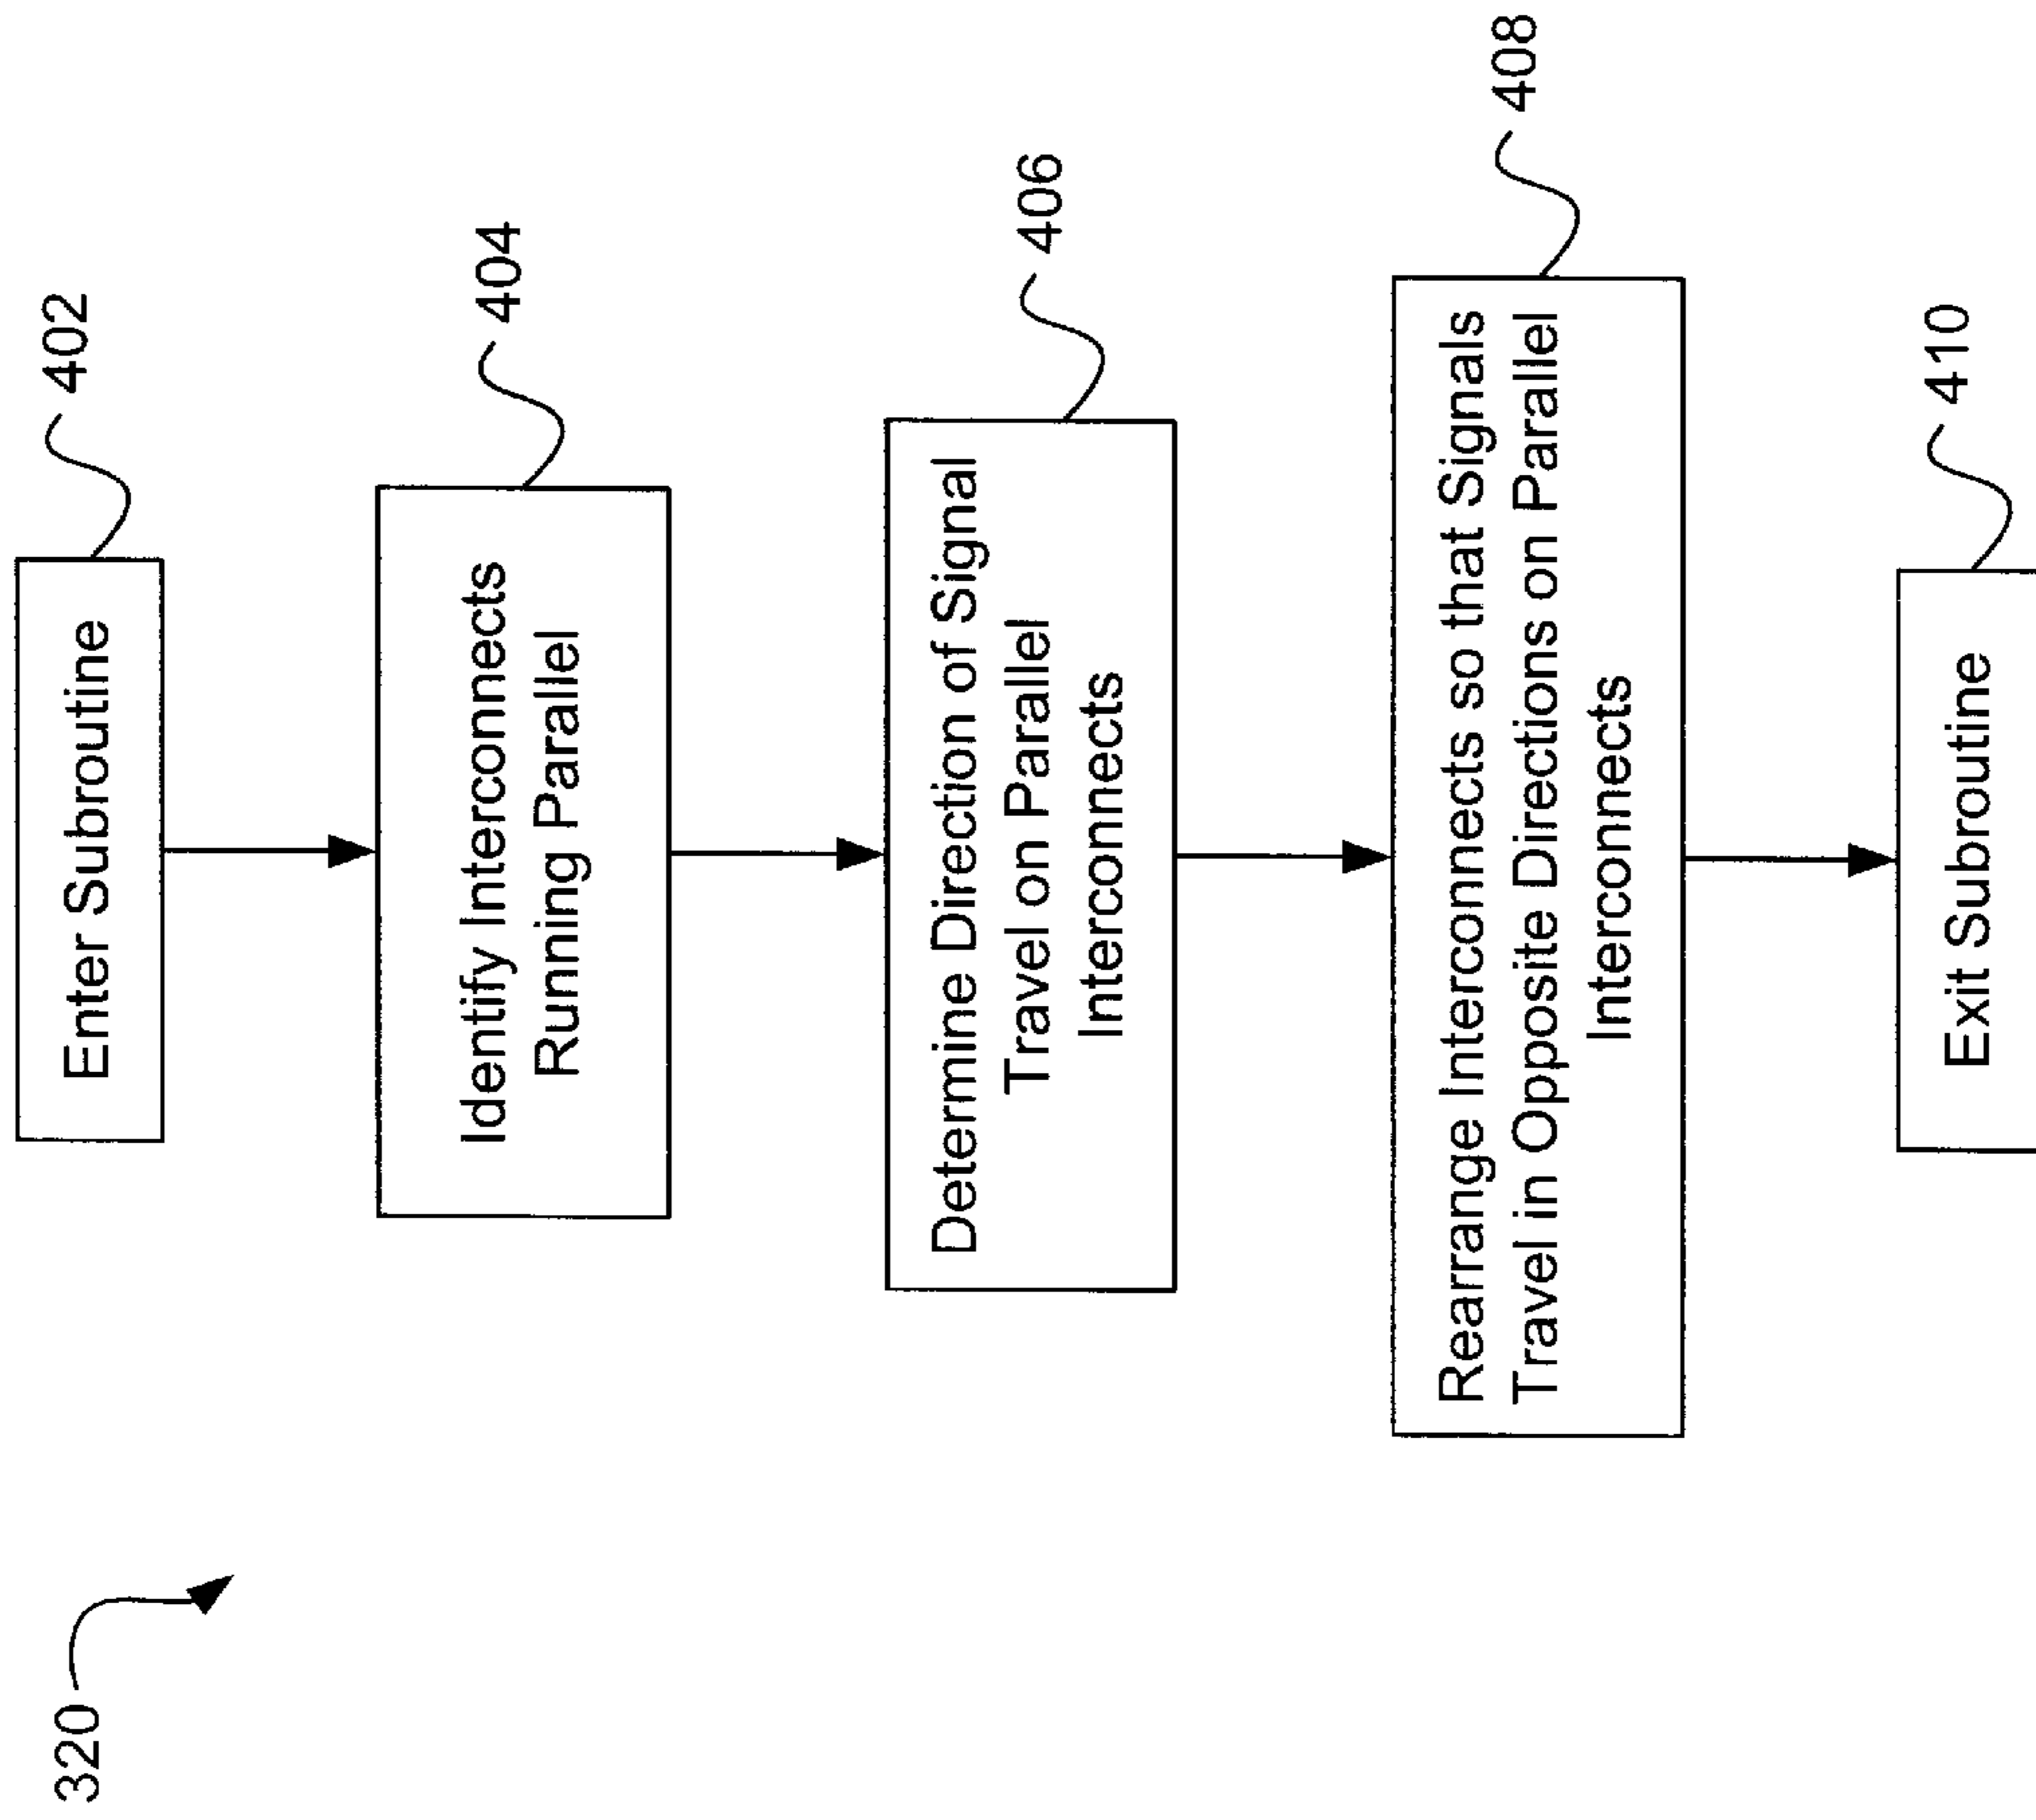 320
Enter Subroutine
402
Identify Interconnects
Running Parallel
404
Determine Direction of Signal
Travel on Parallel
Interconnects
406
Rearrange Interconnects so that Signals
Travel in Opposite Directions on Parallel
Interconnects
408
Exit Subroutine
410